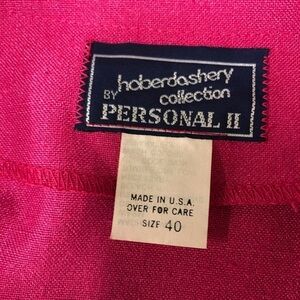 haberdashery
BY collection
PERSONAL II
MADE IN U.S.A.
OVER FOR CARE
SIZE 40